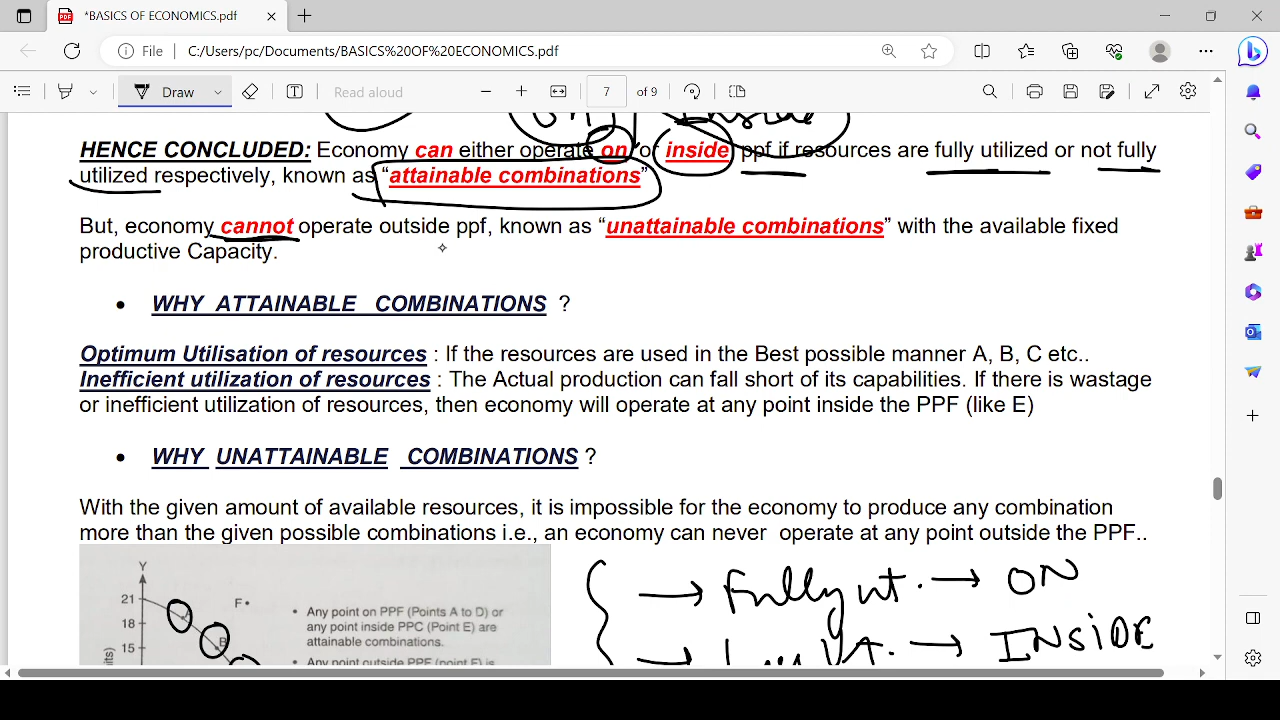 *BASICS OF ECONOMICS.pdf
File C:/Users/pc/Documents/BASICS%20OF%20ECONOMICS.pdf
Draw Read aloud 7 of 9
on Inside
HENCE CONCLUDED: Economy can either operate on or inside ppf if resources are fully utilized or not fully
utilized respectively, known as “attainable combinations”
But, economy cannot operate outside ppf, known as “unattainable combinations” with the available fixed
productive Capacity.
• WHY ATTAINABLE COMBINATIONS ?
Optimum Utilisation of resources : If the resources are used in the Best possible manner A, B, C etc..
Inefficient utilization of resources : The Actual production can fall short of its capabilities. If there is wastage
or inefficient utilization of resources, then economy will operate at any point inside the PPF (like E)
• WHY UNATTAINABLE COMBINATIONS ?
With the given amount of available resources, it is impossible for the economy to produce any combination
more than the given possible combinations i.e., an economy can never operate at any point outside the PPF..
Y
21
18
15
A
B
F•
• Any point on PPF (Points A to D) or
any point inside PPC (Point E) are
attainable combinations.
• Any point outside PPF (point F) is
→ Fully ut. → ON
→ INSIDE